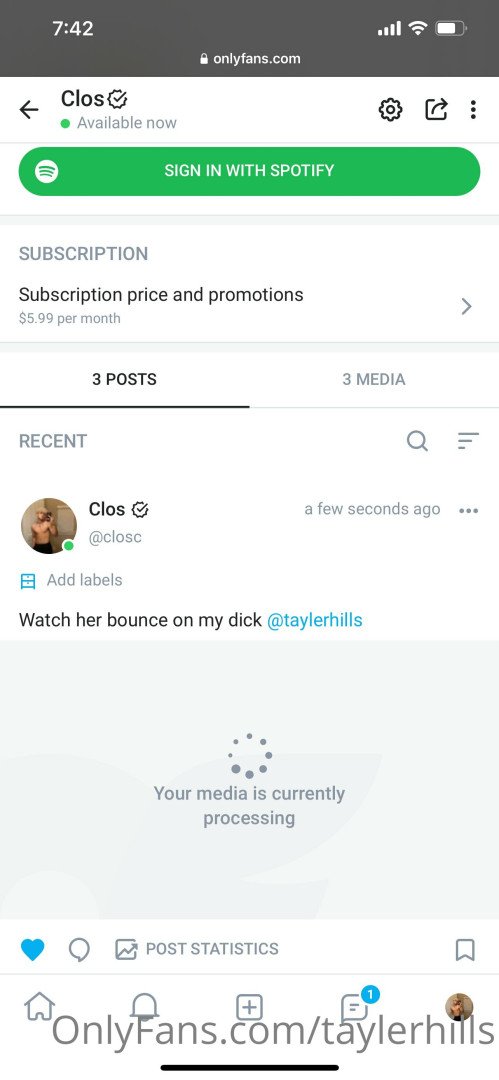 7:42
onlyfans.com
Clos
Available now
SIGN IN WITH SPOTIFY
SUBSCRIPTION
Subscription price and promotions
$5.99 per month
3 POSTS
3 MEDIA
RECENT
Clos
a few seconds ago
@closc
Add labels
Watch her bounce on my dick @taylerhills
Your media is currently
processing
POST STATISTICS
1
OnlyFans.com/taylerhills